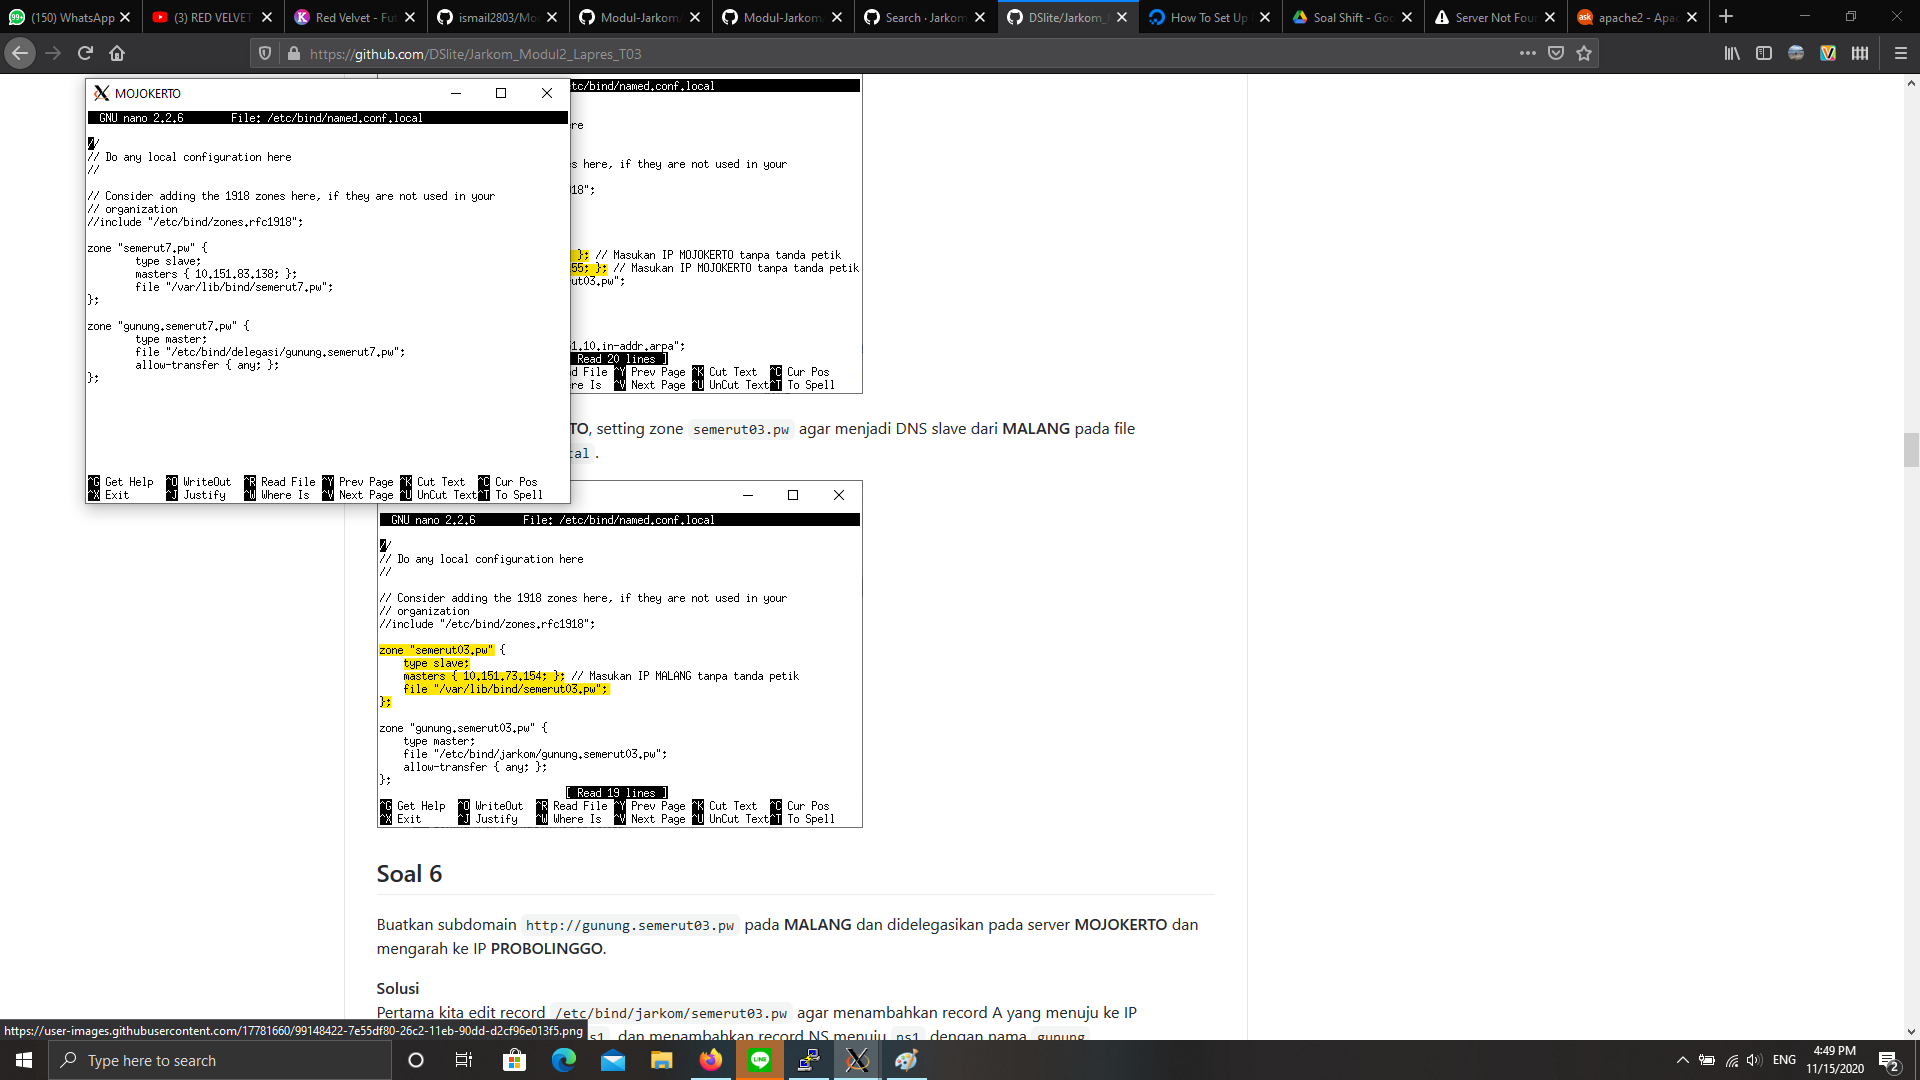 (150) WhatsApp
(3) RED VELVET
Red Velvet - Fu
ismail2803/Mod
Modul-Jarkom/
Modul-Jarkom,
Search · Jarkom
DSlite/Jarkom_
How To Set Up
Soal Shift - Goo
Server Not Four
apache2 - Apac
https://github.com/DSlite/Jarkom_Modul2_Lapres_T03
MOJOKERTO
GNU nano 2.2.6 File: /etc/bind/named.conf.local
//
// Do any local configuration here
//
// Consider adding the 1918 zones here, if they are not used in your
// organization
//include "/etc/bind/zones.rfc1918";
zone "semerut7.pw" {
type slave;
masters { 10.151.83.138; };
file "/var/lib/bind/semerut7.pw";
};
zone "gunung.semerut7.pw" {
type master;
file "/etc/bind/delegasi/gunung.semerut7.pw";
allow-transfer { any; };
};
^G Get Help ^O WriteOut ^R Read File ^Y Prev Page ^K Cut Text ^C Cur Pos
^X Exit ^J Justify ^W Where Is ^V Next Page ^U UnCut Text ^T To Spell
tc/bind/named.conf.local
re
s here, if they are not used in your
18";
}; // Masukan IP MOJOKERTO tanpa tanda petik
55; }; // Masukan IP MOJOKERTO tanpa tanda petik
ut03.pw";
51.10.in-addr.arpa";
[ Read 20 lines ]
d File ^Y Prev Page ^K Cut Text ^C Cur Pos
re Is ^V Next Page ^U UnCut Text ^T To Spell
TO, setting zone semerut03.pw agar menjadi DNS slave dari MALANG pada file
cal .
GNU nano 2.2.6 File: /etc/bind/named.conf.local
//
// Do any local configuration here
//
// Consider adding the 1918 zones here, if they are not used in your
// organization
//include "/etc/bind/zones.rfc1918";
zone "semerut03.pw" {
type slave;
masters { 10.151.73.154; }; // Masukan IP MALANG tanpa tanda petik
file "/var/lib/bind/semerut03.pw";
};
zone "gunung.semerut03.pw" {
type master;
file "/etc/bind/jarkom/gunung.semerut03.pw";
allow-transfer { any; };
};
[ Read 19 lines ]
^G Get Help ^O WriteOut ^R Read File ^Y Prev Page ^K Cut Text ^C Cur Pos
^X Exit ^J Justify ^W Where Is ^V Next Page ^U UnCut Text ^T To Spell
Soal 6
Buatkan subdomain http://gunung.semerut03.pw pada MALANG dan didelegasikan pada server MOJOKERTO dan
mengarah ke IP PROBOLINGGO.
Solusi
Pertama kita edit record /etc/bind/jarkom/semerut03.pw agar menambahkan record A yang menuju ke IP
s1 dan menambahkan record NS menuju ns1 dengan nama gunung
https://user-images.githubusercontent.com/17781660/99148422-7e55df80-26c2-11eb-90dd-d2cf96e013f5.png
Type here to search
ENG
4:49 PM
11/15/2020
2